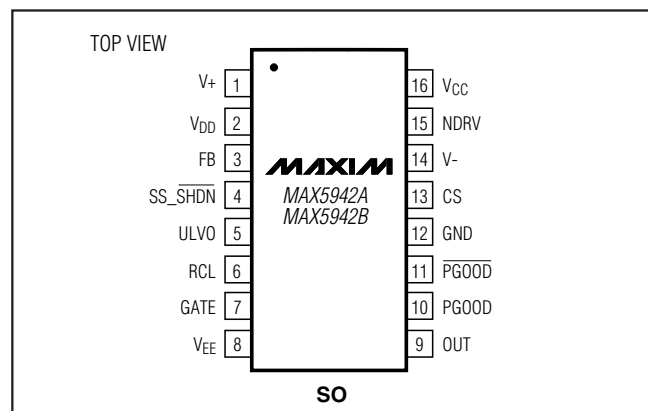 TOP VIEW
V+ 1
16 VCC
VDD 2
15 NDRV
FB 3
14 V-
MAXIM
SS_SHDN 4
13 CS
MAX5942A
MAX5942B
ULVO 5
12 GND
RCL 6
11 PGOOD
GATE 7
10 PGOOD
VEE 8
9 OUT
SO